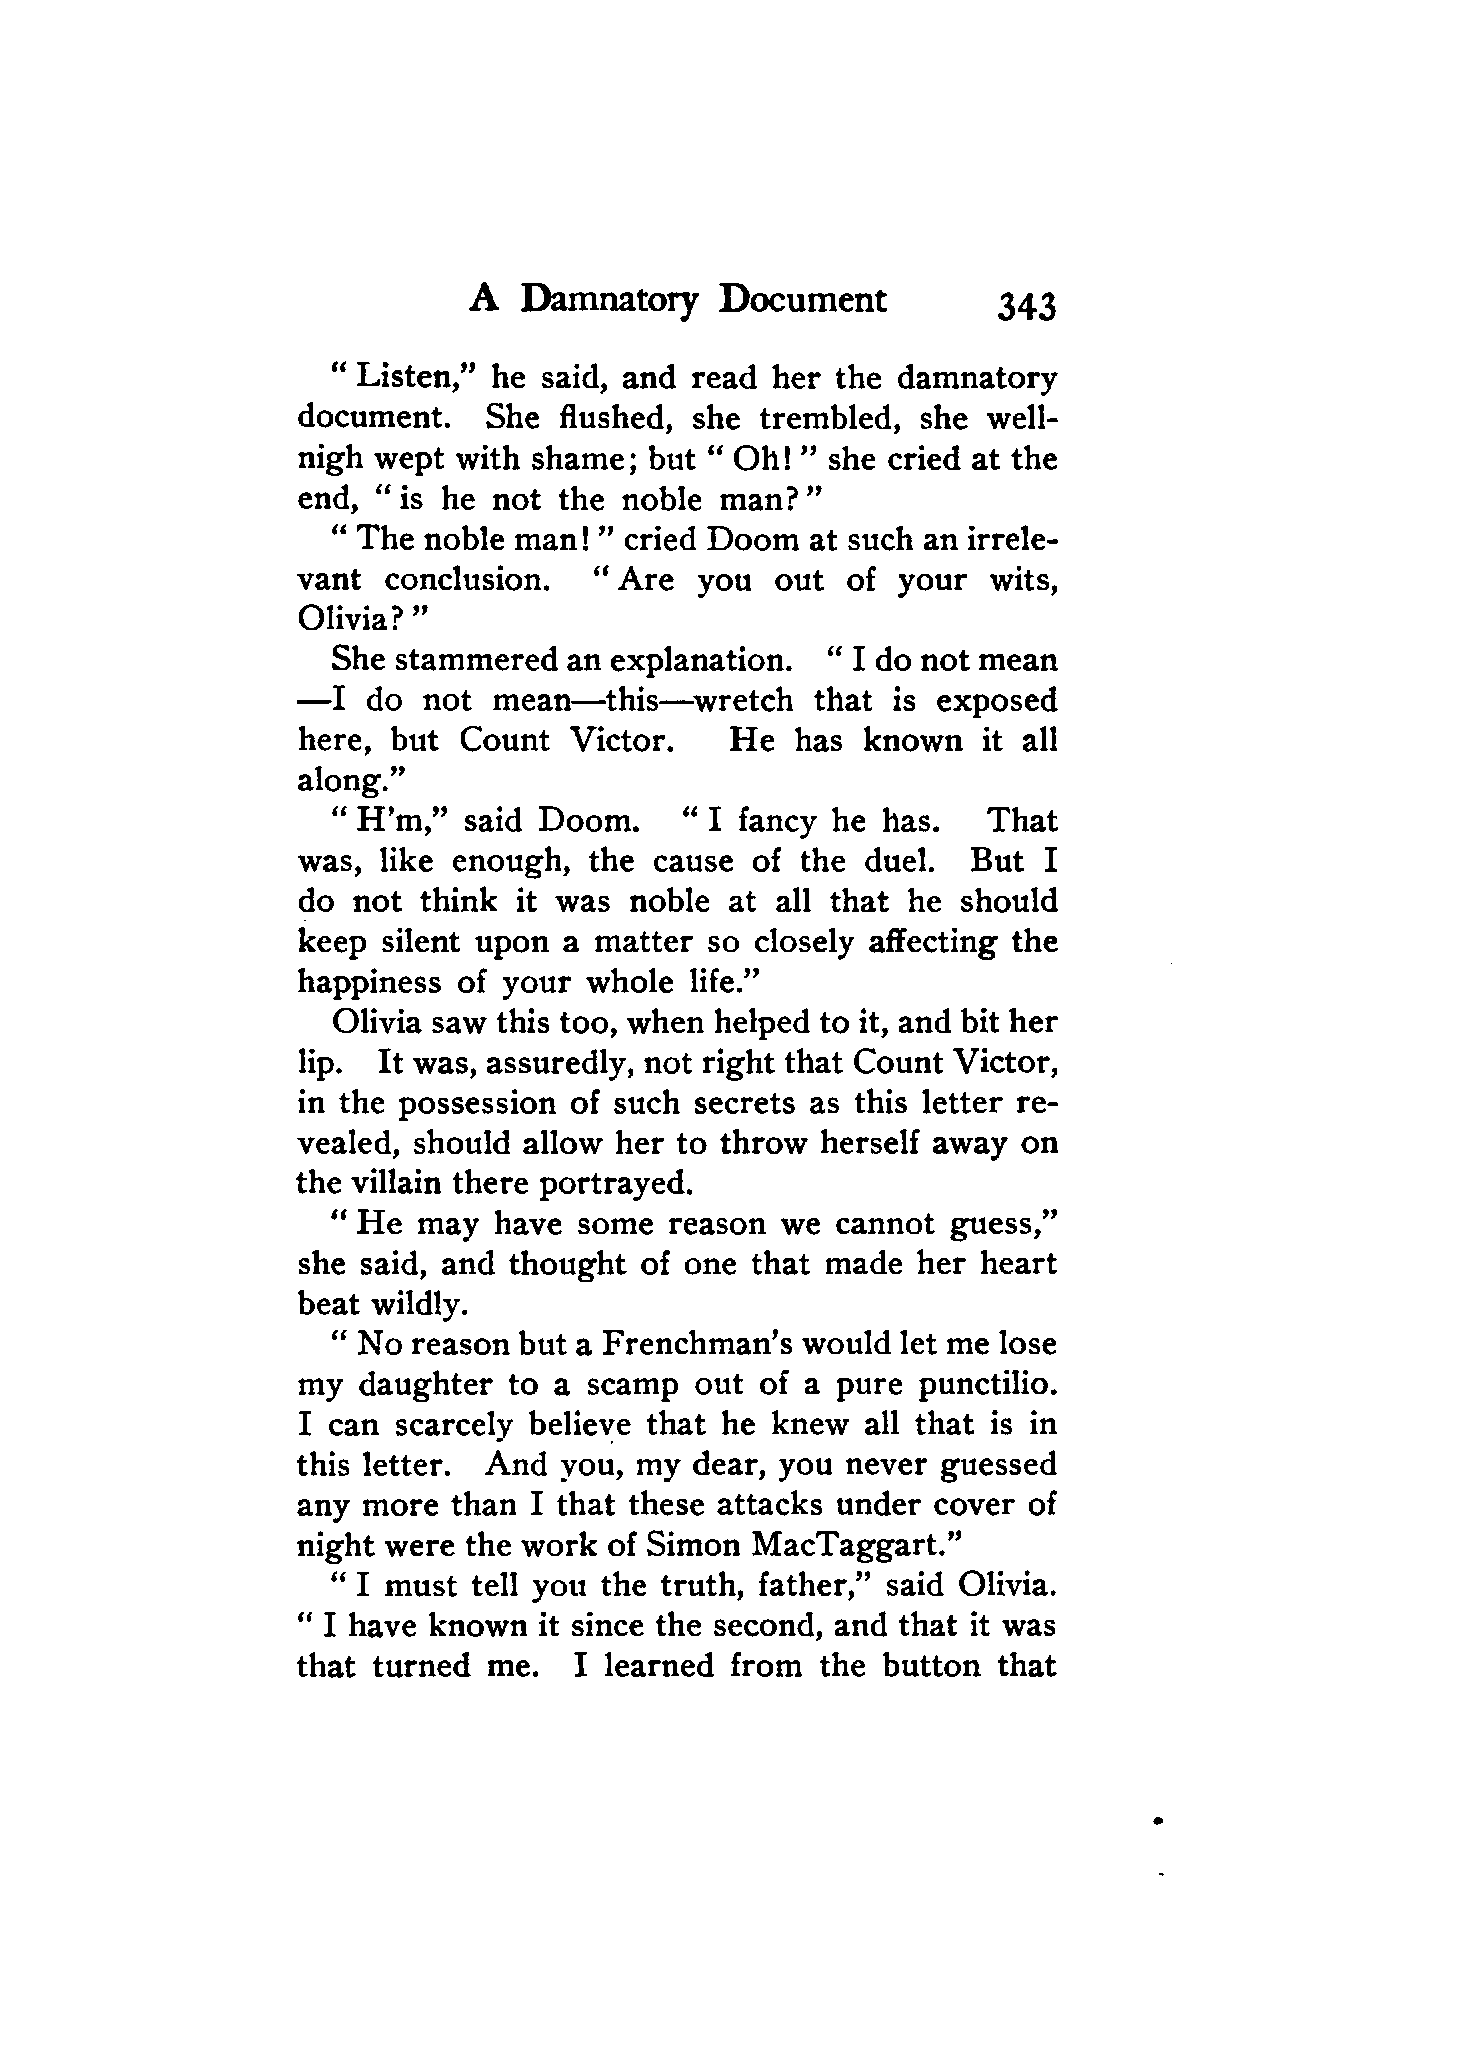 A Damnatory Document 343
“ Listen,” he said, and read her the damnatory
document. She flushed, she trembled, she well-
nigh wept with shame; but “ Oh! ” she cried at the
end, “ is he not the noble man? ”
“ The noble man! ” cried Doom at such an irrele-
vant conclusion. “ Are you out of your wits,
Olivia? ”
She stammered an explanation. “ I do not mean
—I do not mean—this—wretch that is exposed
here, but Count Victor. He has known it all
along.”
“ H’m,” said Doom. “ I fancy he has. That
was, like enough, the cause of the duel. But I
do not think it was noble at all that he should
keep silent upon a matter so closely affecting the
happiness of your whole life.”
Olivia saw this too, when helped to it, and bit her
lip. It was, assuredly, not right that Count Victor,
in the possession of such secrets as this letter re-
vealed, should allow her to throw herself away on
the villain there portrayed.
“ He may have some reason we cannot guess,”
she said, and thought of one that made her heart
beat wildly.
“ No reason but a Frenchman’s would let me lose
my daughter to a scamp out of a pure punctilio.
I can scarcely believe that he knew all that is in
this letter. And you, my dear, you never guessed
any more than I that these attacks under cover of
night were the work of Simon MacTaggart.”
“ I must tell you the truth, father,” said Olivia.
“ I have known it since the second, and that it was
that turned me. I learned from the button that